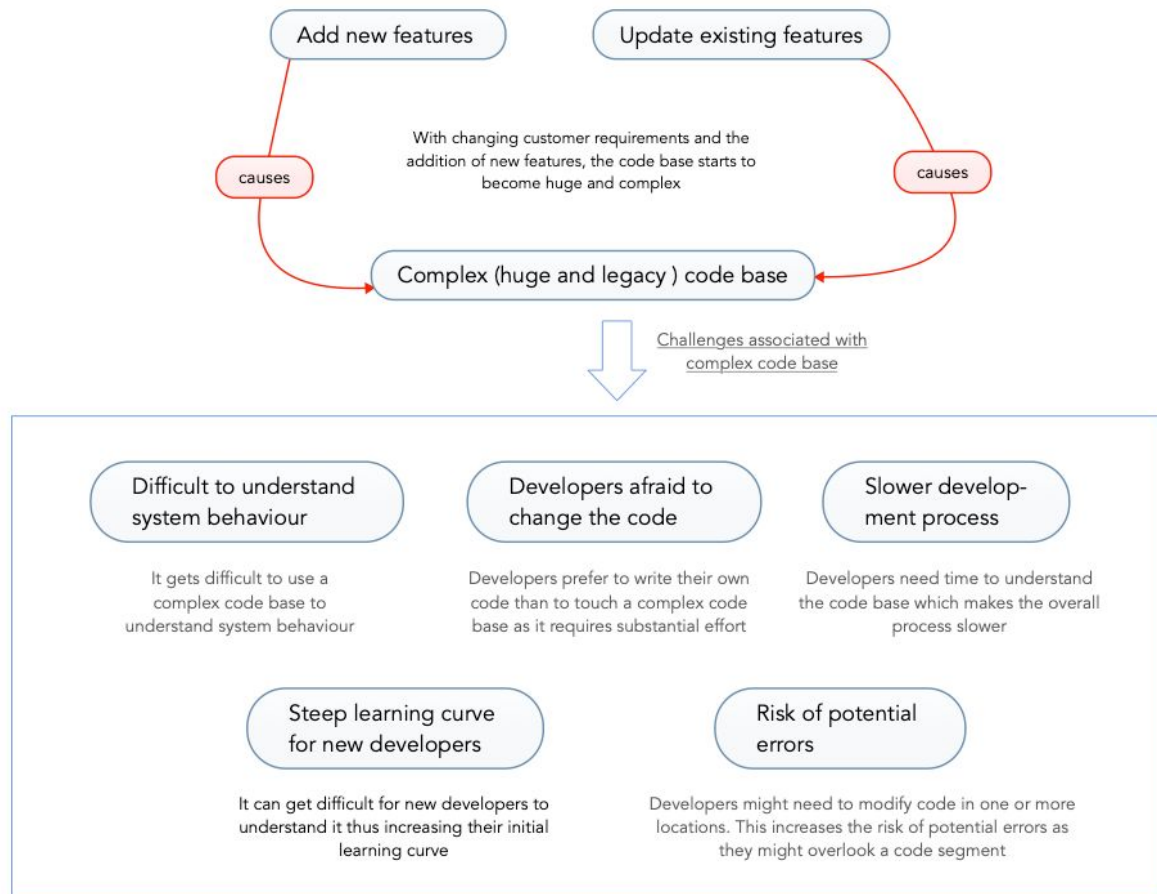 Add new features
Update existing features
With changing customer requirements and the
addition of new features, the code base starts to
become huge and complex
causes
causes
Complex (huge and legacy ) code base
Challenges associated with
complex code base
Difficult to understand
system behaviour
It gets difficult to use a
complex code base to
understand system behaviour
Developers afraid to
change the code
Developers prefer to write their own
code than to touch a complex code
base as it requires substantial effort
Slower develop-
ment process
Developers need time to understand
the code base which makes the overall
process slower
Steep learning curve
for new developers
It can get difficult for new developers to
understand it thus increasing their initial
learning curve
Risk of potential
errors
Developers might need to modify code in one or more
locations. This increases the risk of potential errors as
they might overlook a code segment